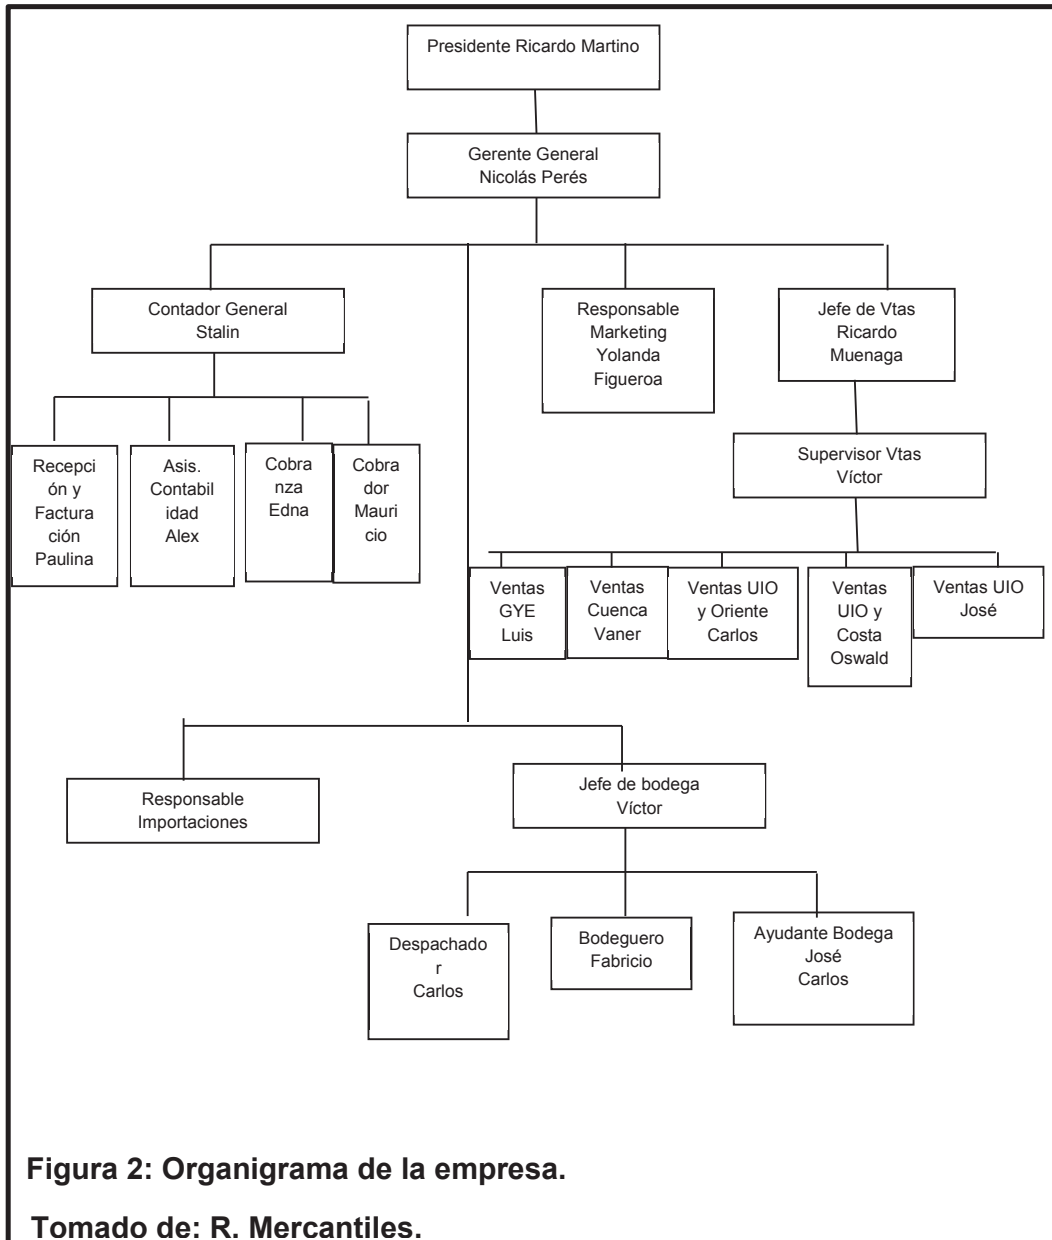 Presidente Ricardo Martino
Gerente General
Nicolás Perés
Contador General
Stalin
Responsable
Marketing
Yolanda
Figueroa
Jefe de Vtas
Ricardo
Muenaga
Recepci
ón y
Factura
ción
Paulina
Asis.
Contabil
idad
Alex
Cobra
nza
Edna
Cobra
dor
Mauri
cio
Supervisor Vtas
Víctor
Ventas
GYE
Luis
Ventas
Cuenca
Vaner
Ventas UIO
y Oriente
Carlos
Ventas
UIO y
Costa
Oswald
Ventas UIO
José
Responsable
Importaciones
Jefe de bodega
Víctor
Despachado
r
Carlos
Bodeguero
Fabricio
Ayudante Bodega
José
Carlos
Figura 2: Organigrama de la empresa.
Tomado de: R. Mercantiles.